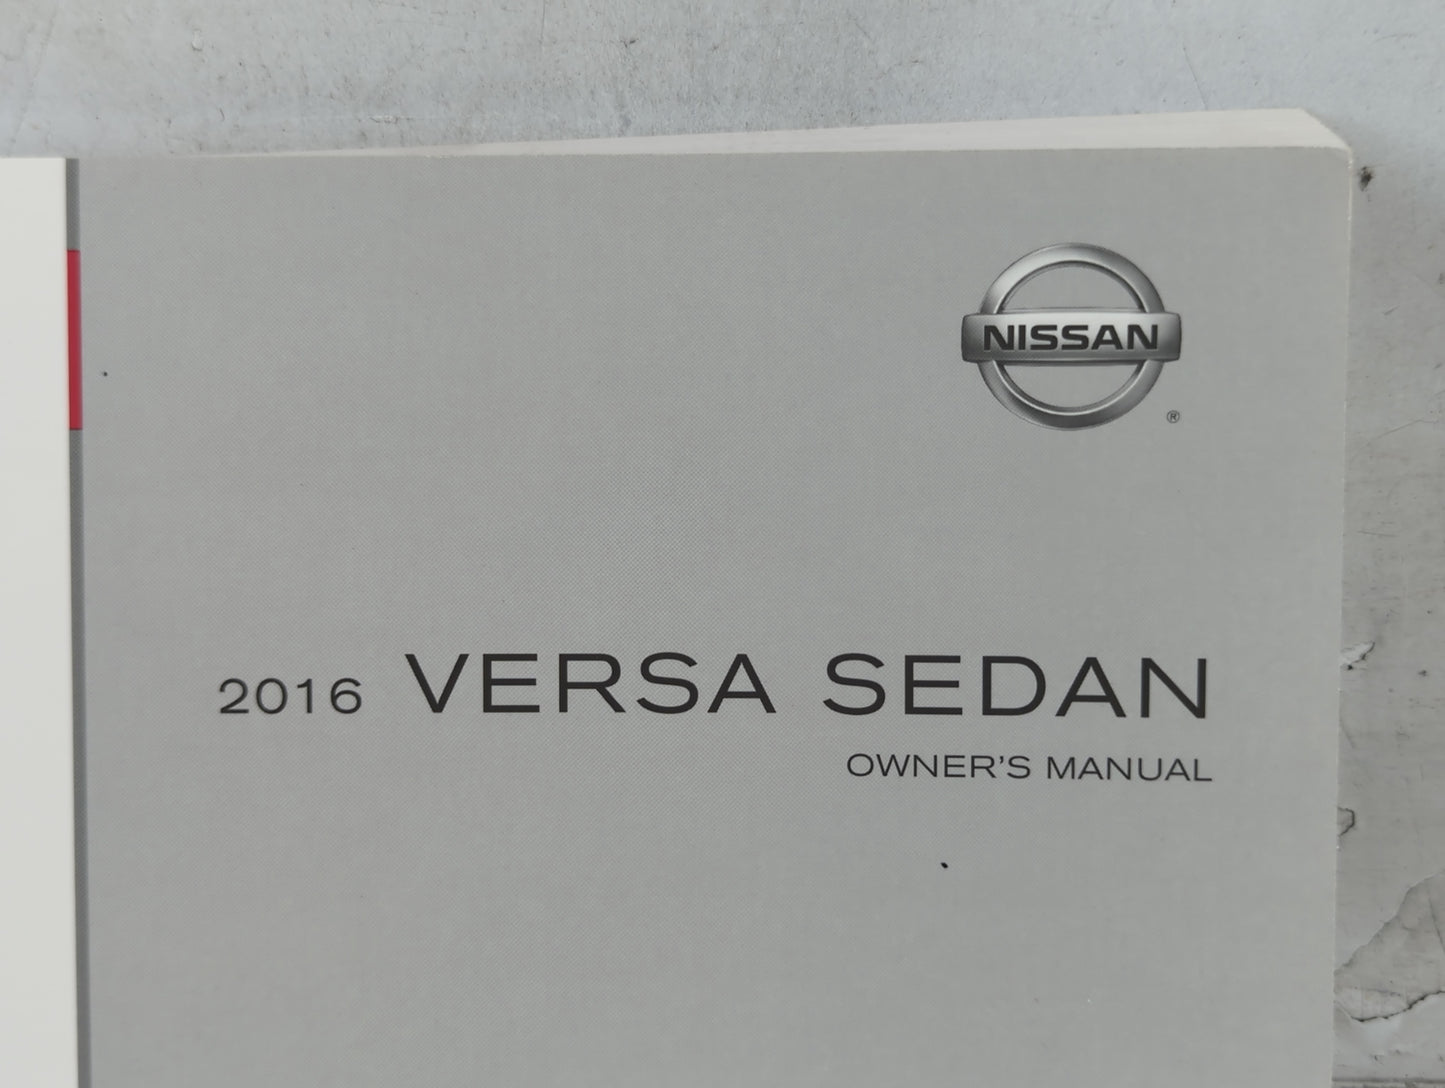 NISSAN
®
2016 VERSA SEDAN
OWNER'S MANUAL